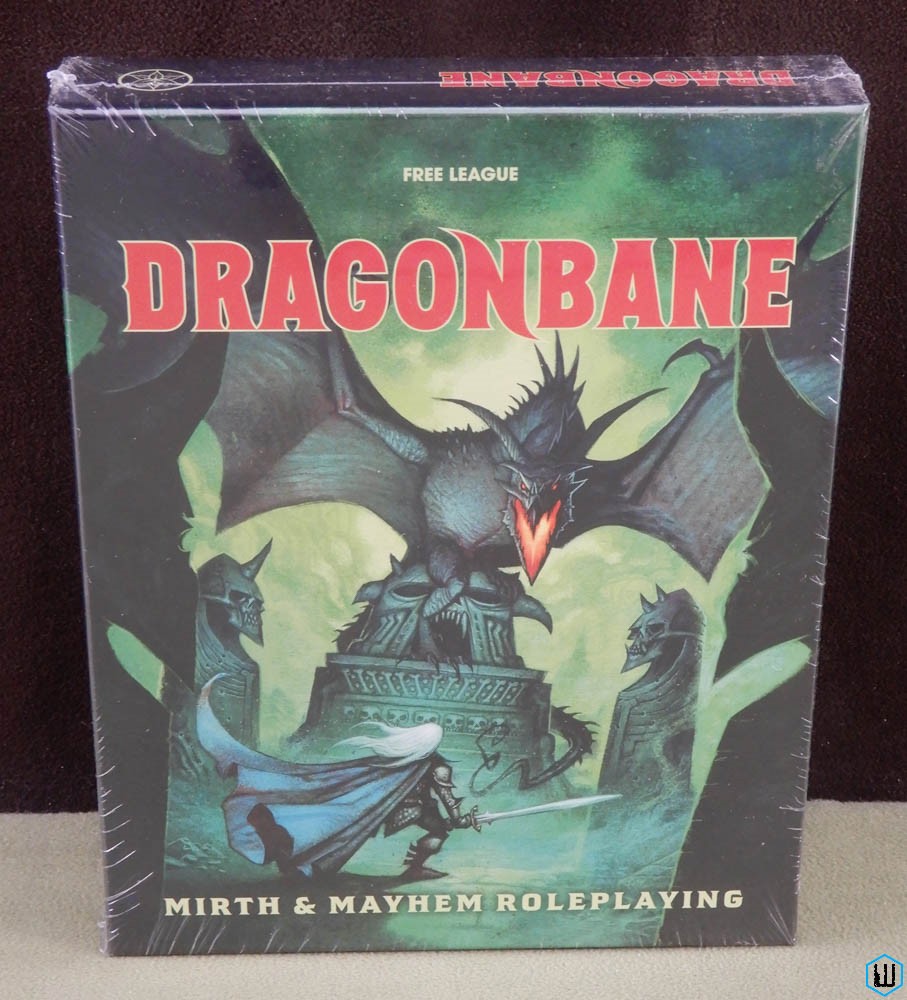 DRAGONBANE
FREE LEAGUE
DRAGONBANE
MIRTH & MAYHEM ROLEPLAYING
W